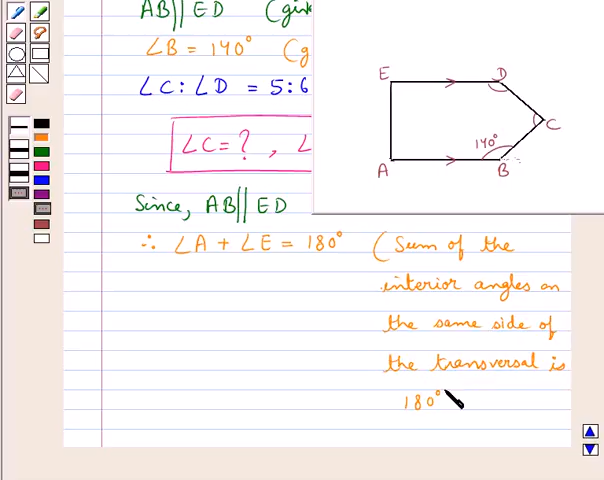 AB||ED
∠B = 140°
∠C : ∠D = 5:6
∠C = ? , ∠
Since, AB||ED
∴ ∠A + ∠E = 180° (Sum of the
interior angles on
the same side of
the transversal is
180°
E
D
C
140°
A
B